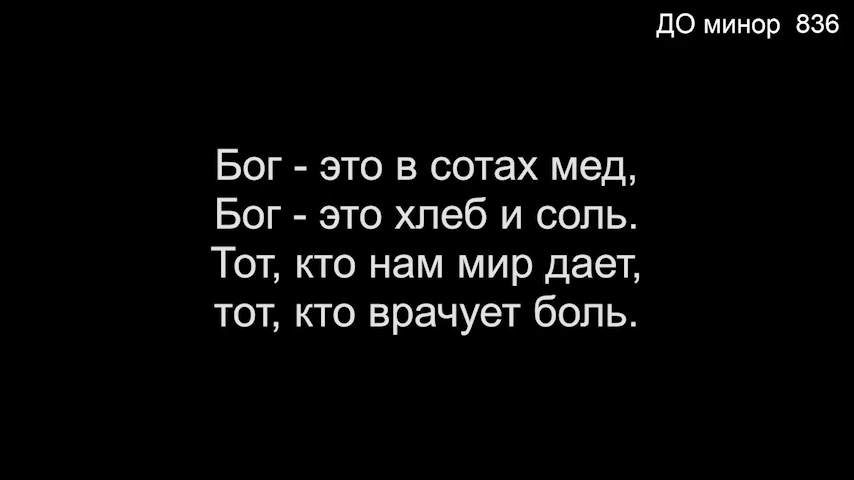 ДО минор 836
Бог - это в сотах мед,
Бог - это хлеб и соль.
Тот, кто нам мир дает,
тот, кто врачует боль.